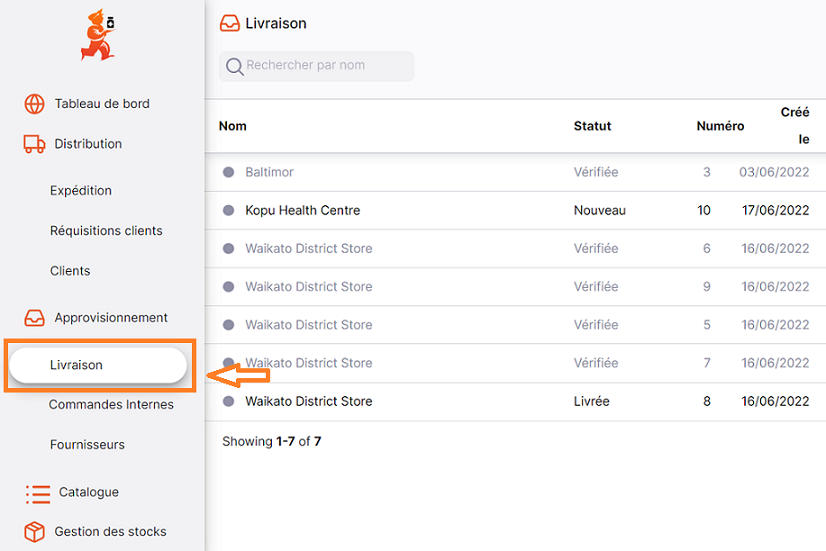 Livraison
Rechercher par nom
Tableau de bord
Distribution
Expédition
Réquisitions clients
Clients
Approvisionnement
Livraison
Commandes Internes
Fournisseurs
Catalogue
Gestion des stocks
Nom Statut Numéro Créé le
Baltimor Vérifiée 3 03/06/2022
Kopu Health Centre Nouveau 10 17/06/2022
Waikato District Store Vérifiée 6 16/06/2022
Waikato District Store Vérifiée 9 16/06/2022
Waikato District Store Vérifiée 5 16/06/2022
Waikato District Store Vérifiée 7 16/06/2022
Waikato District Store Livrée 8 16/06/2022
Showing 1-7 of 7